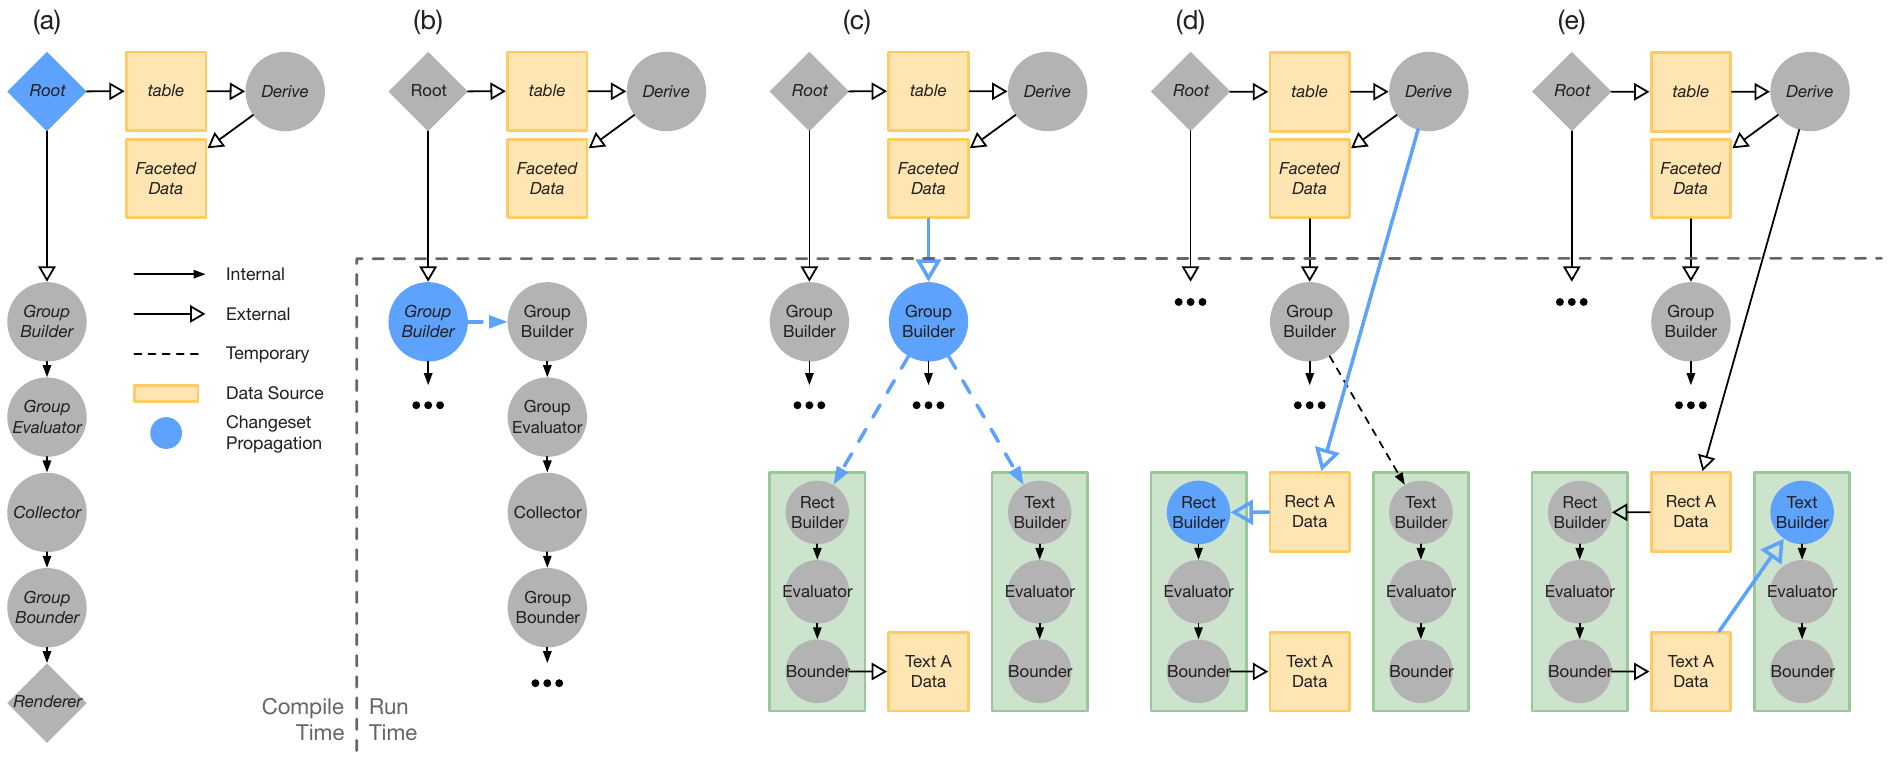 (a)
Root
table
Derive
Faceted
Data
Group
Builder
Group
Evaluator
Collector
Group
Bounder
Renderer
Internal
External
Temporary
Data Source
Changeset
Propagation
Compile
Time
Run
Time
(b)
Root
table
Derive
Faceted
Data
Group
Builder
Group
Builder
Group
Evaluator
Collector
Group
Bounder
(c)
Root
table
Derive
Faceted
Data
Group
Builder
Group
Builder
Rect
Builder
Evaluator
Bounder
Text A
Data
Text
Builder
Evaluator
Bounder
(d)
Root
table
Derive
Faceted
Data
Group
Builder
Rect
Builder
Evaluator
Bounder
Rect A
Data
Text A
Data
Text
Builder
Evaluator
Bounder
(e)
Root
table
Derive
Faceted
Data
Group
Builder
Rect
Builder
Evaluator
Bounder
Rect A
Data
Text A
Data
Text
Builder
Evaluator
Bounder